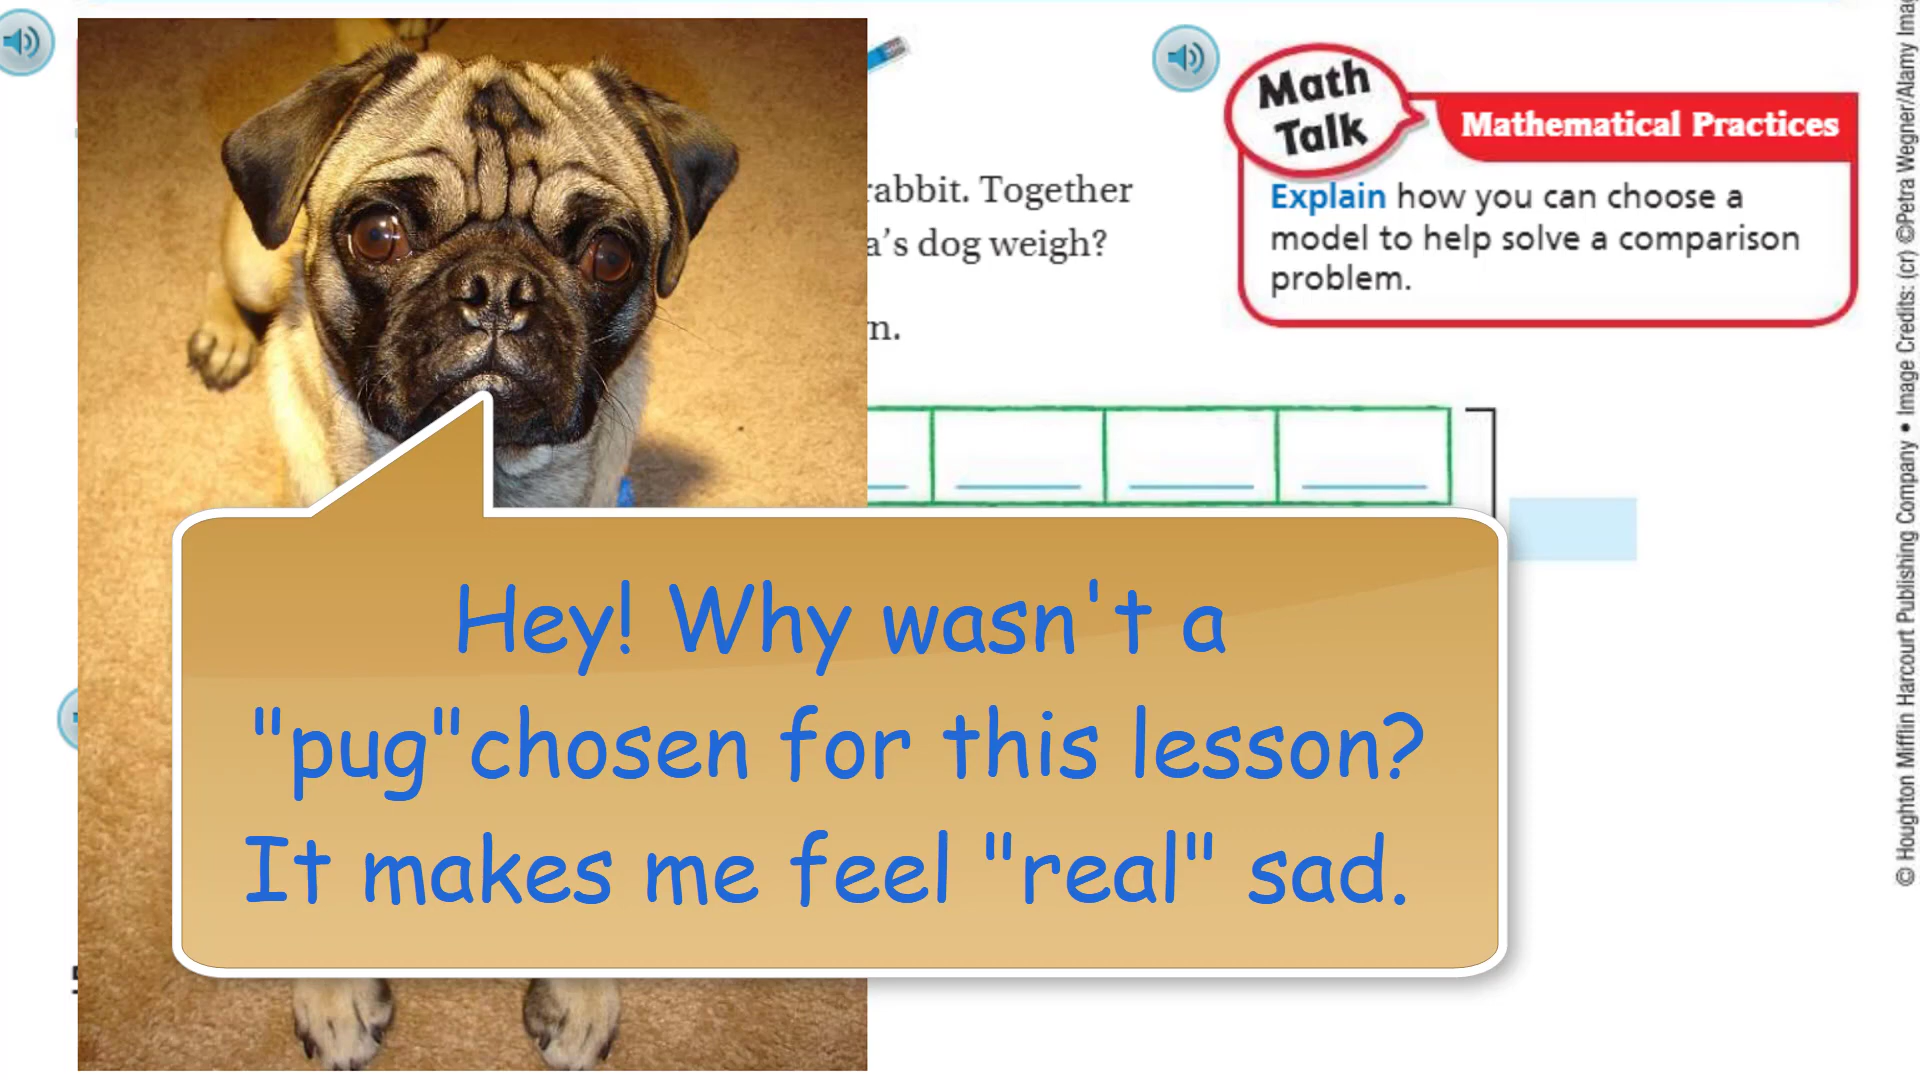 Math
Talk
Mathematical Practices
Explain how you can choose a
model to help solve a comparison
problem.
rabbit. Together
a's dog weigh?
n.
Hey! Why wasn't a
"pug"chosen for this lesson?
It makes me feel "real" sad.
© Houghton Mifflin Harcourt Publishing Company • Image Credits: (cr) ©Petra Wegner/Alamy Imag